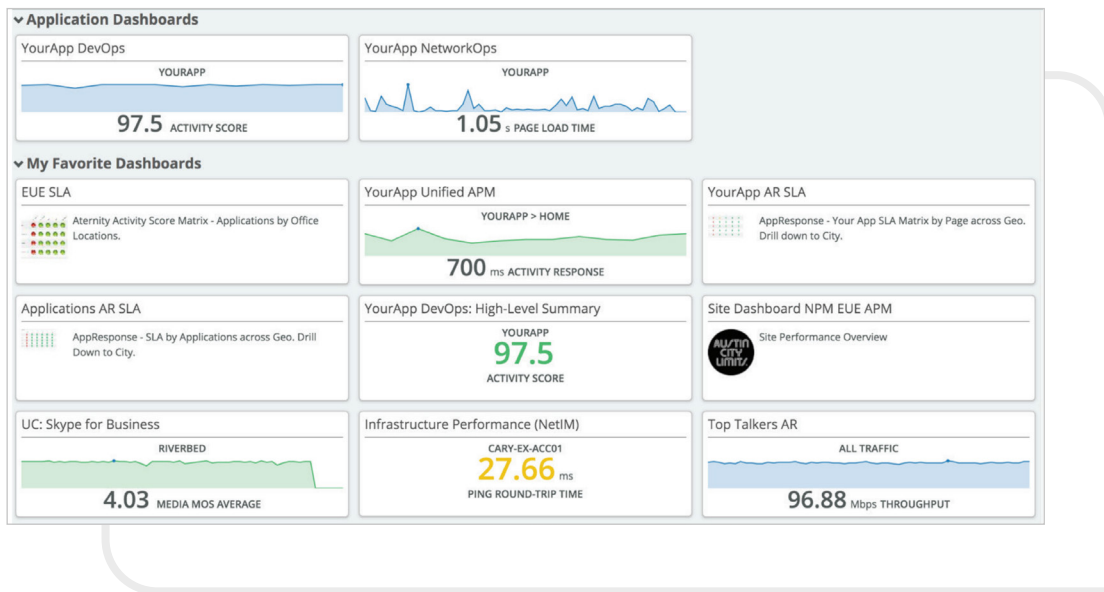 Application Dashboards
YourApp DevOps
YOURAPP
97.5 ACTIVITY SCORE
YourApp NetworkOps
YOURAPP
1.05 s PAGE LOAD TIME
My Favorite Dashboards
EUE SLA
Aternity Activity Score Matrix - Applications by Office
Locations.
YourApp Unified APM
YOURAPP > HOME
700 ms ACTIVITY RESPONSE
YourApp AR SLA
AppResponse - Your App SLA Matrix by Page across Geo.
Drill down to City.
Applications AR SLA
AppResponse - SLA by Applications across Geo. Drill
Down to City.
YourApp DevOps: High-Level Summary
YOURAPP
97.5
ACTIVITY SCORE
Site Dashboard NPM EUE APM
AUSTIN
CITY
LIMITS
Site Performance Overview
UC: Skype for Business
RIVERBED
4.03 MEDIA MOS AVERAGE
Infrastructure Performance (NetIM)
CARY-EX-ACC01
27.66 ms
PING ROUND-TRIP TIME
Top Talkers AR
ALL TRAFFIC
96.88 Mbps THROUGHPUT